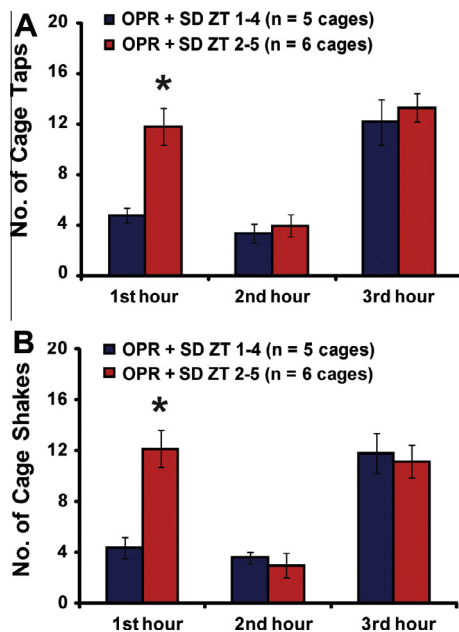 A
20
OPR + SD ZT 1-4 (n = 5 cages)
OPR + SD ZT 2-5 (n = 6 cages)
16
*
12
8
4
0
No. of Cage Taps
1st hour 2nd hour 3rd hour
B
20
OPR + SD ZT 1-4 (n = 5 cages)
OPR + SD ZT 2-5 (n = 6 cages)
16
*
12
8
4
0
No. of Cage Shakes
1st hour 2nd hour 3rd hour